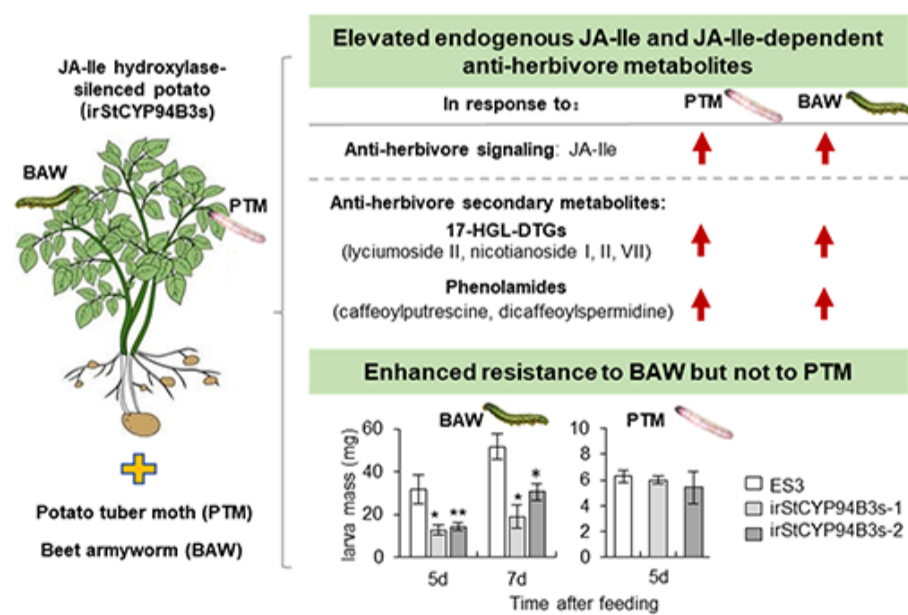 JA-Ile hydroxylase-
silenced potato
(irStCYP94B3s)
BAW
PTM
Potato tuber moth (PTM)
Beet armyworm (BAW)
Elevated endogenous JA-Ile and JA-Ile-dependent
anti-herbivore metabolites
In response to:
PTM
BAW
Anti-herbivore signaling: JA-Ile
Anti-herbivore secondary metabolites:
17-HGL-DTGs
(lyciumoside II, nicotianoside I, II, VII)
Phenolamides
(caffeoylputrescine, dicaffeoylspermidine)
Enhanced resistance to BAW but not to PTM
BAW
larva mass (mg)
60
40
20
0
*
**
*
*
5d
7d
PTM
10
8
6
4
2
0
5d
Time after feeding
ES3
irStCYP94B3s-1
irStCYP94B3s-2